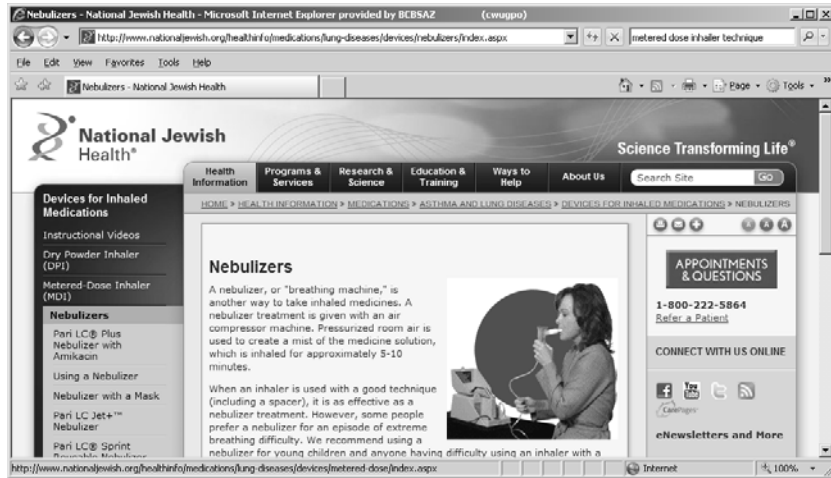 Nebulizers - National Jewish Health - Microsoft Internet Explorer provided by BCBSAZ (cwugpo)
http://www.nationaljewish.org/healthinfo/medications/lung-diseases/devices/nebulizers/index.aspx
metered dose inhaler technique
File Edit View Favorites Tools Help
Nebulizers - National Jewish Health
Page Tools
National Jewish
Health®
Science Transforming Life®
Health Information
Programs & Services
Research & Science
Education & Training
Ways to Help
About Us
Search Site GO
HOME > HEALTH INFORMATION > MEDICATIONS > ASTHMA AND LUNG DISEASES > DEVICES FOR INHALED MEDICATIONS > NEBULIZERS
Devices for Inhaled
Medications
Instructional Videos
Dry Powder Inhaler
(DPI)
Metered-Dose Inhaler
(MDI)
Nebulizers
Pari LC® Plus
Nebulizer with
Amikacin
Using a Nebulizer
Nebulizer with a Mask
Pari LC Jet+™
Nebulizer
Pari LC® Sprint
Reusable Nebulizer
Nebulizers
A nebulizer, or "breathing machine," is
another way to take inhaled medicines. A
nebulizer treatment is given with an air
compressor machine. Pressurized room air is
used to create a mist of the medicine solution,
which is inhaled for approximately 5-10
minutes.
When an inhaler is used with a good technique
(including a spacer), it is as effective as a
nebulizer treatment. However, some people
prefer a nebulizer for an episode of extreme
breathing difficulty. We recommend using a
nebulizer for young children and anyone having difficulty using an inhaler with a
A A A
APPOINTMENTS
& QUESTIONS
1-800-222-5864
Refer a Patient
CONNECT WITH US ONLINE
You Tube
CarePages
eNewsletters and More
http://www.nationaljewish.org/healthinfo/medications/lung-diseases/devices/metered-dose/index.aspx
Internet
100%